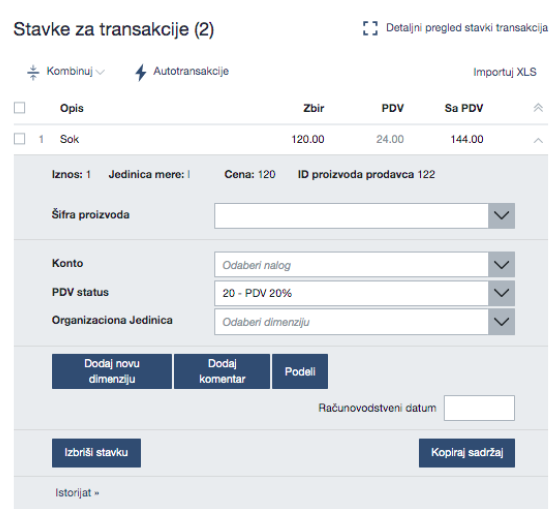 Stavke za transakcije (2)
Detaljni pregled stavki transakcija
Kombinuj
Autotransakcije
Importuj XLS
Opis Zbir PDV Sa PDV
1 Sok 120.00 24.00 144.00
Iznos: 1 Jedinica mere: l Cena: 120 ID proizvoda prodavca 122
Šifra proizvoda
Konto Odaberi nalog
PDV status 20 - PDV 20%
Organizaciona Jedinica Odaberi dimenziju
Dodaj novu
dimenziju
Dodaj
komentar
Podeli
Računovodstveni datum
Izbriši stavku
Kopiraj sadržaj
Istorijat »